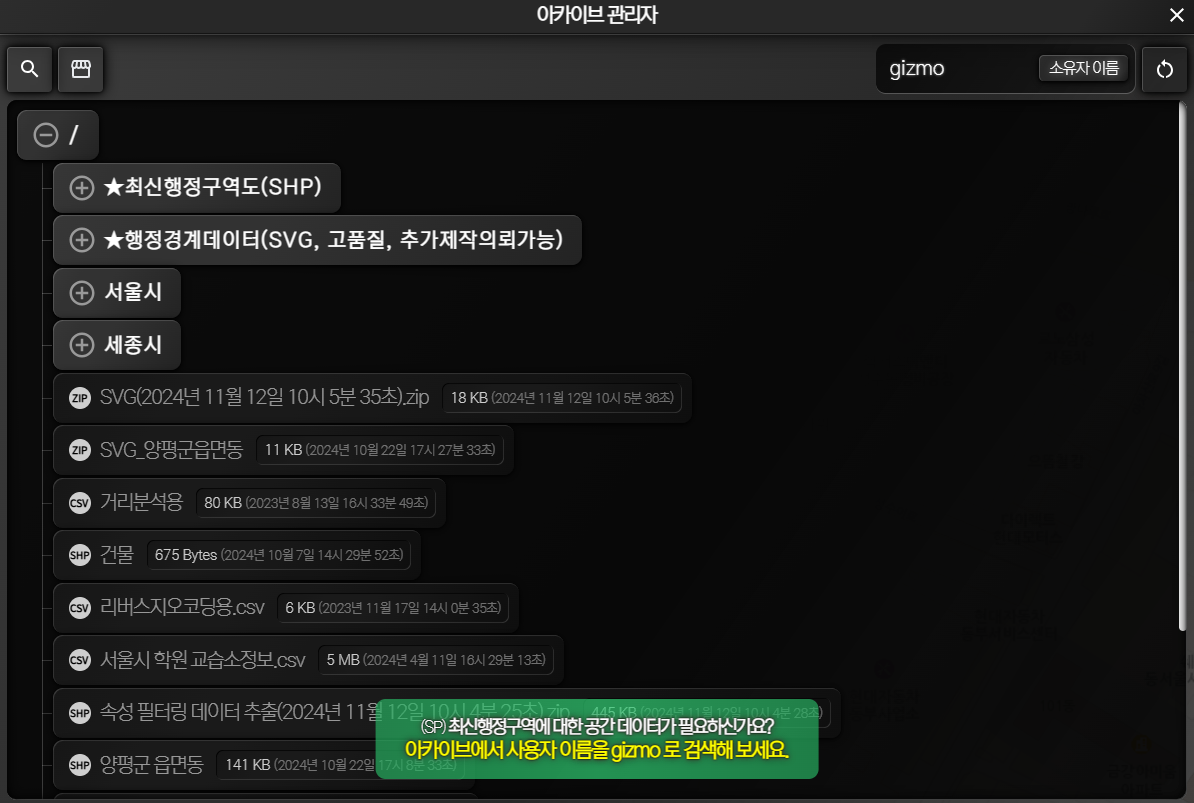 아카이브 관리자
gizmo 소유자 이름
/
★최신행정구역도(SHP)
★행정경계데이터(SVG, 고품질, 추가제작의뢰가능)
서울시
세종시
ZIP SVG(2024년 11월 12일 10시 5분 35초).zip 18 KB (2024년 11월 12일 10시 5분 36초)
ZIP SVG_양평군읍면동 11 KB (2024년 10월 22일 17시 27분 33초)
CSV 거리분석용 80 KB (2023년 8월 13일 16시 33분 49초)
SHP 건물 675 Bytes (2024년 10월 7일 14시 29분 52초)
CSV 리버스지오코딩용.csv 6 KB (2023년 11월 17일 14시 0분 35초)
CSV 서울시 학원 교습소정보.csv 5 MB (2024년 4월 11일 16시 29분 13초)
SHP 속성 필터링 데이터 추출(2024년 11월 12일 10시 4분 25초).zip 445 KB (2024년 11월 12일 10시 4분 28초)
(SP) 최신행정구역에 대한 공간 데이터가 필요하신가요?
아카이브에서 사용자 이름을 gizmo 로 검색해 보세요.
SHP 양평군 읍면동 141 KB (2024년 10월 22일 17시 8분 33초)